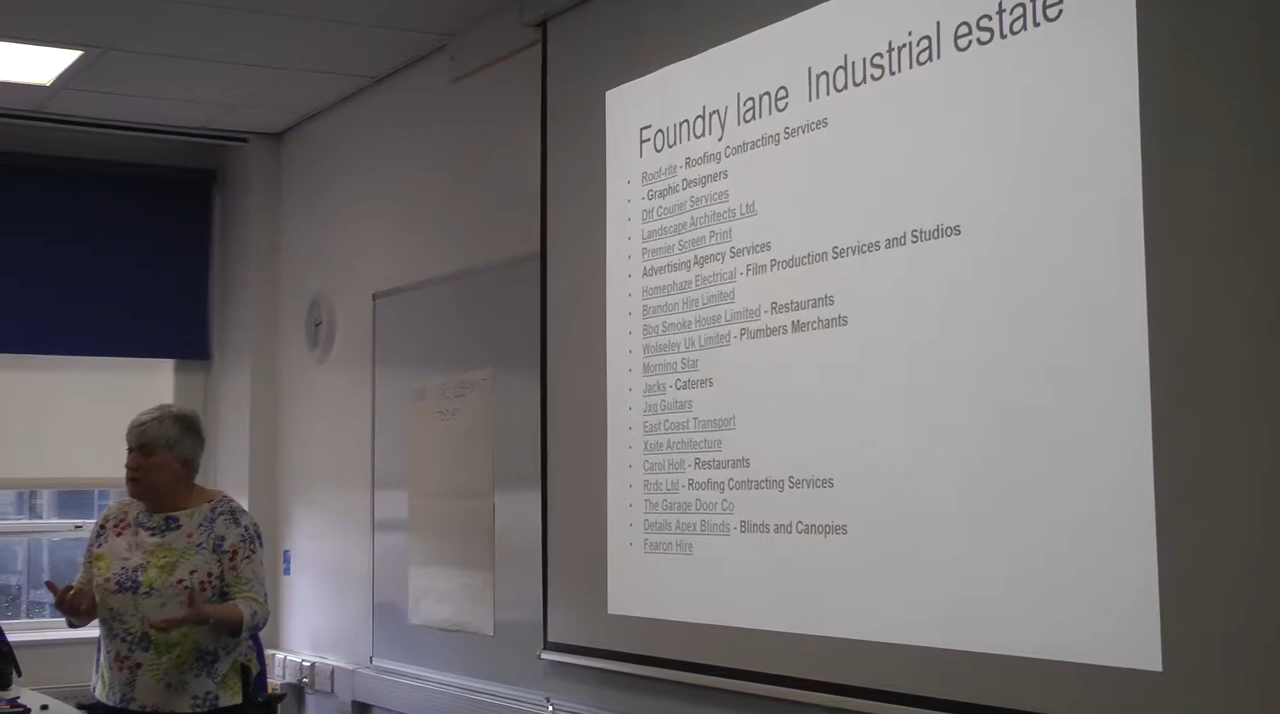 Foundry lane Industrial estate
Roof-rite - Roofing Contracting Services
- Graphic Designers
Dtf Courier Services
Landscape Architects Ltd.
Premier Screen Print
Advertising Agency Services
Homephaze Electrical - Film Production Services and Studios
Brandon Hire Limited
Bbq Smoke House Limited - Restaurants
Wolseley Uk Limited - Plumbers Merchants
Morning Star
Jacks - Caterers
Jxg Guitars
East Coast Transport
Xsite Architecture
Carol Holt - Restaurants
Rrdc Ltd - Roofing Contracting Services
The Garage Door Co
Details Apex Blinds - Blinds and Canopies
Fearon Hire